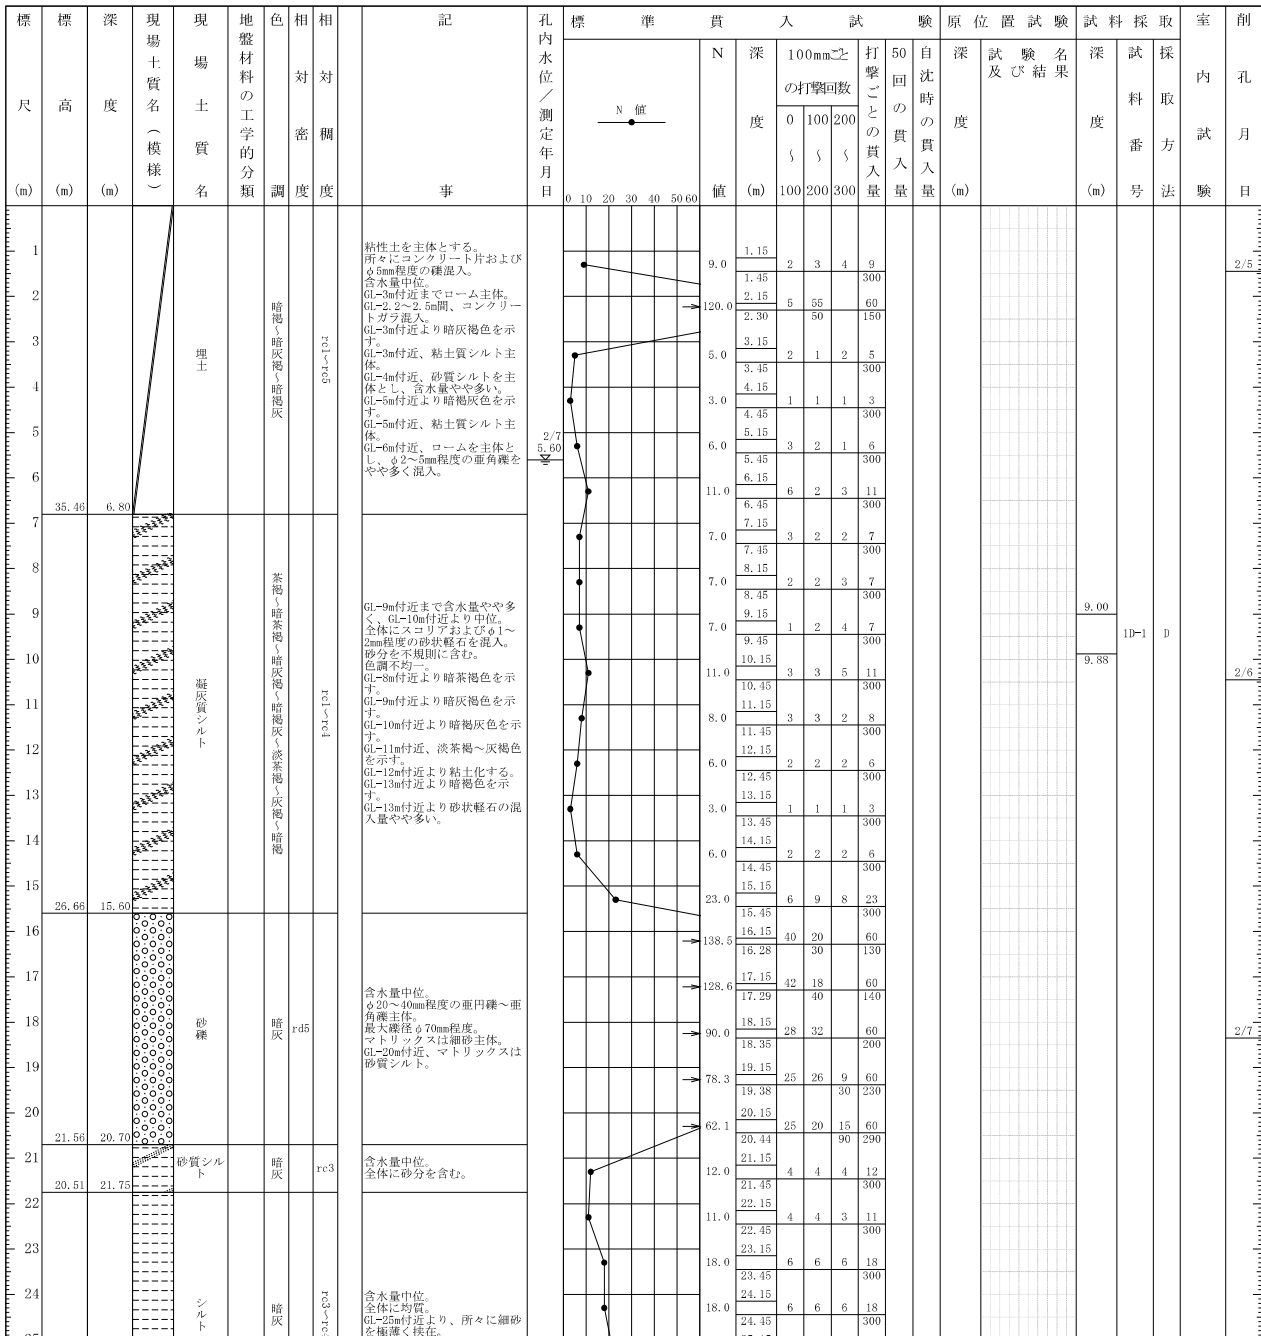 標尺(m)
標高(m)
深度(m)
現場土質名(模様)
現場土質名
地盤材料の工学的分類
色調
相対密度
相対稠度
記事
孔内水位/測定年月日
標準貫入試験
N 値
0 10 20 30 40 50 60
N値
深度(m)
100mmごとの打撃回数
0～100
100～200
200～300
打撃ごとの貫入量
50回の貫入量
自沈時の貫入量
原位置試験
深度(m)
試験名及び結果
試料採取
深度(m)
試料番号
採取方法
室内試験
削孔月日
35.46 6.80
埋土
暗褐～暗灰褐～暗褐灰
rc1～rc5
粘性土を主体とする。
所々にコンクリート片および
φ5mm程度の礫混入。
含水量中位。
GL-3m付近までローム主体。
GL-2.2～2.5m間、コンクリー
トガラ混入。
GL-3m付近より暗灰褐色を示
す。
GL-3m付近、粘土質シルト主
体。
GL-4m付近、砂質シルトを主
体とし、含水量やや多い。
GL-5m付近より暗褐灰色を示
す。
GL-5m付近、粘土質シルト主
体。
GL-6m付近、ロームを主体と
し、φ2～5mm程度の亜角礫を
やや多く混入。
2/7
5.60
26.66 15.60
凝灰質シルト
茶褐～暗茶褐～暗灰褐～暗褐灰～淡茶褐～灰褐～暗褐
rc1～rc4
GL-9m付近まで含水量やや多
く、GL-10m付近より中位。
全体にスコリアおよびφ1～
2mm程度の砂状軽石を混入。
砂分を不規則に含む。
色調不均一。
GL-8m付近より暗茶褐色を示
す。
GL-9m付近より暗灰褐色を示
す。
GL-10m付近より暗褐灰色を示
す。
GL-11m付近、淡茶褐～灰褐色
を示す。
GL-12m付近より粘土化する。
GL-13m付近より暗褐色を示
す。
GL-13m付近より砂状軽石の混
入量やや多い。
21.56 20.70
砂礫
暗灰
rd5
含水量中位。
φ20～40mm程度の亜円礫～亜
角礫主体。
最大礫径φ70mm程度。
マトリックスは細砂主体。
GL-20m付近、マトリックスは
砂質シルト。
20.51 21.75
砂質シル
ト
暗灰
rc3
含水量中位。
全体に砂分を含む。
シルト
暗灰
rc3～rc
含水量中位。
全体に均質。
GL-25m付近より、所々に細砂
を極薄く挟在。
1
9.0 1.15 2 3 4 9
1.45 300
2
120.0 2.15 5 55 60
2.30 50 150
3
5.0 3.15 2 1 2 5
3.45 300
4
3.0 4.15 1 1 1 3
4.45 300
5
6.0 5.15 3 2 1 6
5.45 300
6
11.0 6.15 6 2 3 11
6.45 300
7
7.0 7.15 3 2 2 7
7.45 300
8
7.0 8.15 2 2 3 7
8.45 300
9
7.0 9.15 1 2 4 7
9.45 300
10
11.0 10.15 3 3 5 11
10.45 300
11
8.0 11.15 3 3 2 8
11.45 300
12
6.0 12.15 2 2 2 6
12.45 300
13
3.0 13.15 1 1 1 3
13.45 300
14
6.0 14.15 2 2 2 6
14.45 300
15
23.0 15.15 6 9 8 23
15.45 300
16
138.5 16.15 40 20 60
16.28 30 130
17
128.6 17.15 42 18 60
17.29 40 140
18
90.0 18.15 28 32 60
18.35 200
19
78.3 19.15 25 26 9 60
19.38 30 230
20
62.1 20.15 25 20 15 60
20.44 90 290
21
12.0 21.15 4 4 4 12
21.45 300
22
11.0 22.15 4 4 3 11
22.45 300
23
18.0 23.15 6 6 6 18
23.45 300
24
18.0 24.15 6 6 6 18
24.45 300
9.00
1D-1 D
9.88
2/5
2/6
2/7